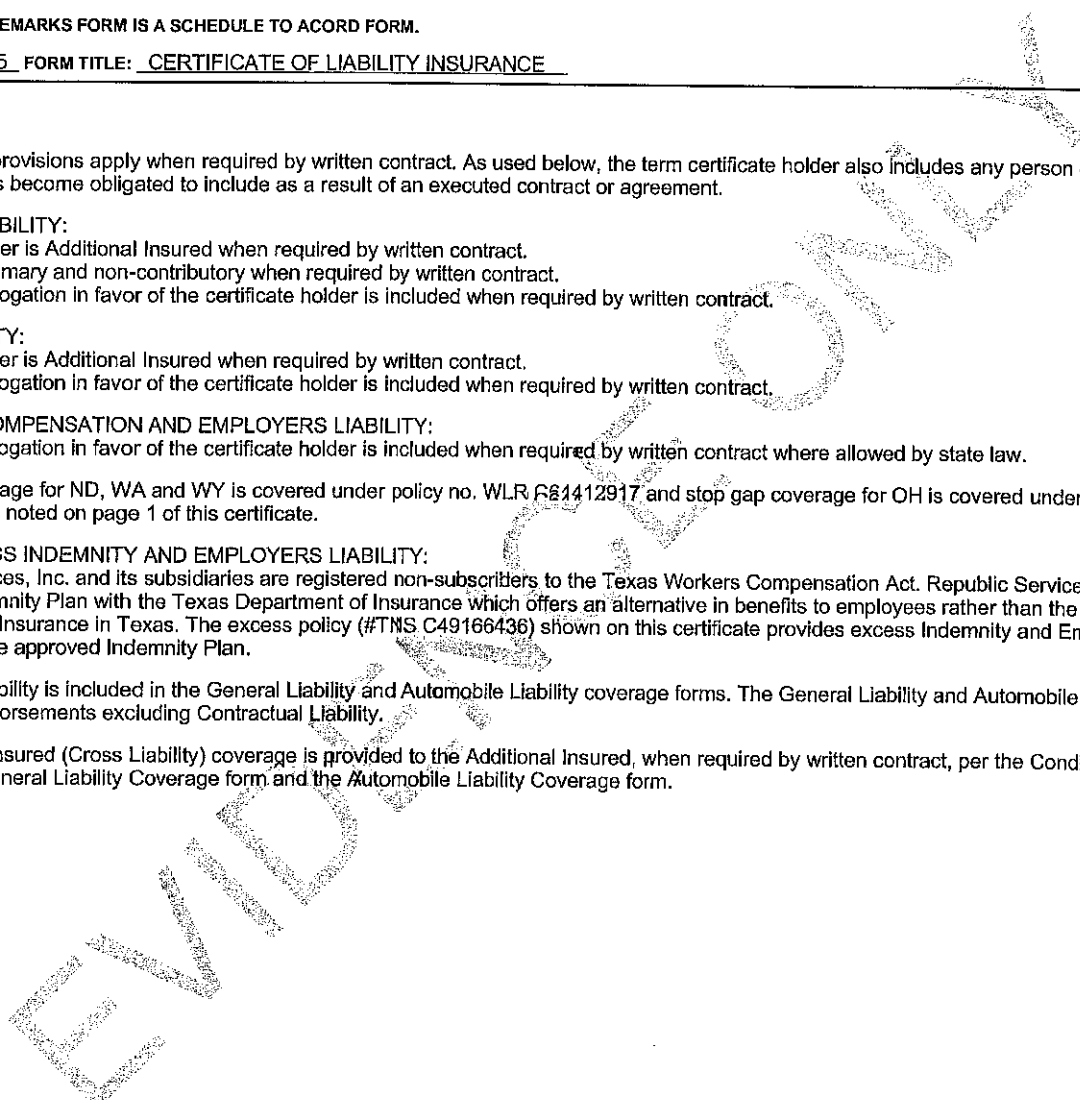 EMARKS FORM IS A SCHEDULE TO ACORD FORM.
5 FORM TITLE: CERTIFICATE OF LIABILITY INSURANCE
rovisions apply when required by written contract. As used below, the term certificate holder also includes any person
s become obligated to include as a result of an executed contract or agreement.
BILITY:
er is Additional Insured when required by written contract.
mary and non-contributory when required by written contract.
ogation in favor of the certificate holder is included when required by written contract.
TY:
er is Additional Insured when required by written contract.
ogation in favor of the certificate holder is included when required by written contract.
OMPENSATION AND EMPLOYERS LIABILITY:
ogation in favor of the certificate holder is included when required by written contract where allowed by state law.
age for ND, WA and WY is covered under policy no. WLR and stop gap coverage for OH is covered under
noted on page 1 of this certificate.
SS INDEMNITY AND EMPLOYERS LIABILITY:
ces, Inc. and its subsidiaries are registered non-subscribers to the Texas Workers Compensation Act. Republic Service
mnity Plan with the Texas Department of Insurance which offers an alternative in benefits to employees rather than the
Insurance in Texas. The excess policy (#TNS C49166436) shown on this certificate provides excess Indemnity and Em
e approved Indemnity Plan.
bility is included in the General Liability and Automobile Liability coverage forms. The General Liability and Automobile
orsements excluding Contractual Liability.
nsured (Cross Liability) coverage is provided to the Additional Insured, when required by written contract, per the Cond
neral Liability Coverage form and the Automobile Liability Coverage form.
EVIDENCE ONLY